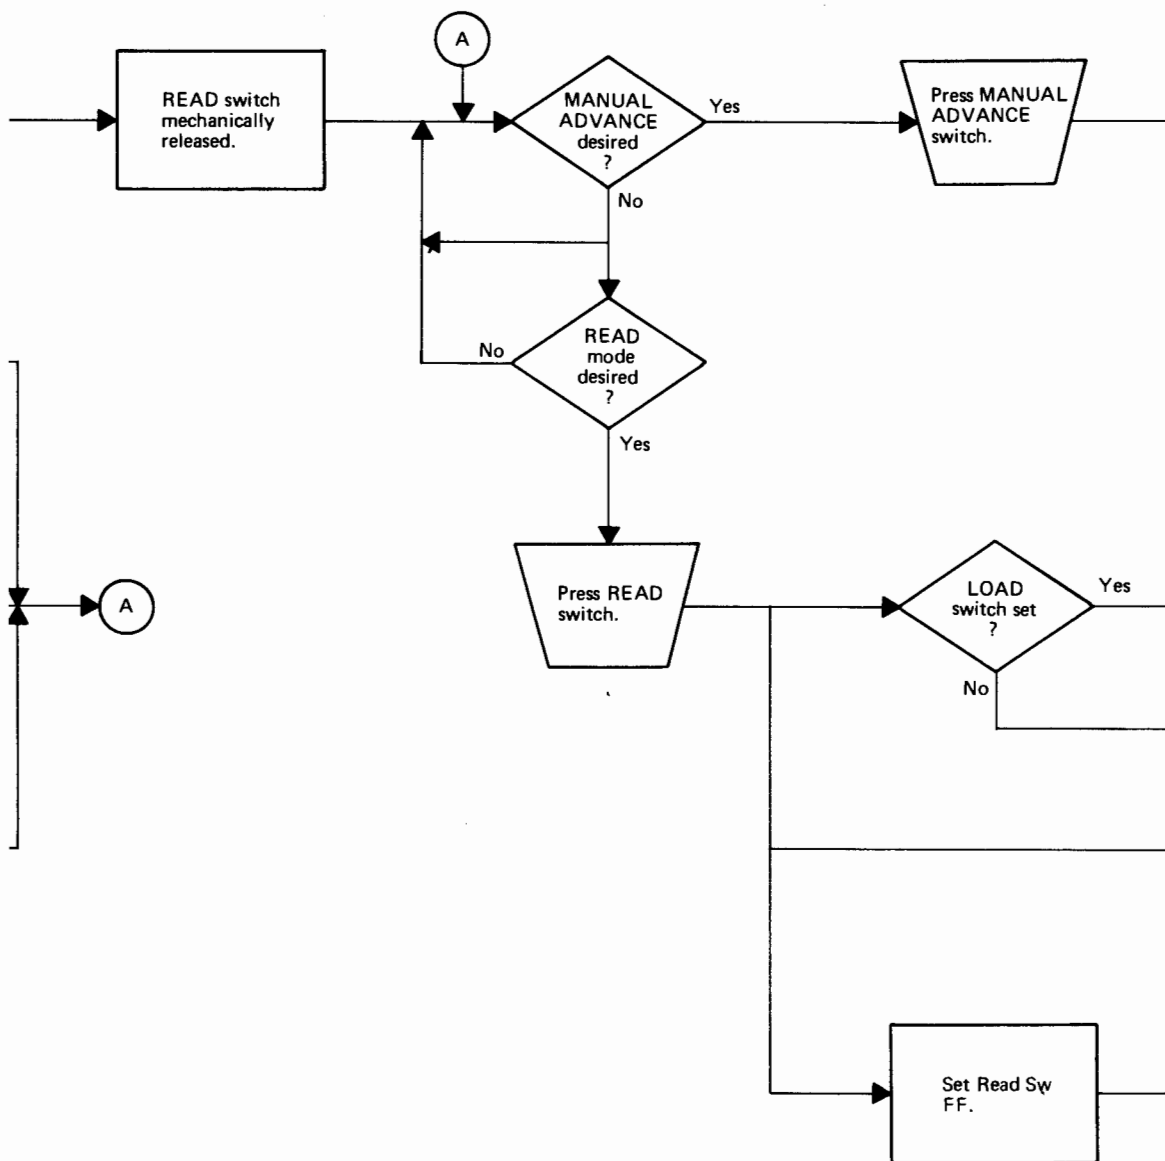 A
READ switch
mechanically
released.
MANUAL
ADVANCE
desired
?
Yes
No
Press MANUAL
ADVANCE
switch.
READ
mode
desired
?
No
Yes
A
Press READ
switch.
LOAD
switch set
?
Yes
No
Set Read Sw
FF.